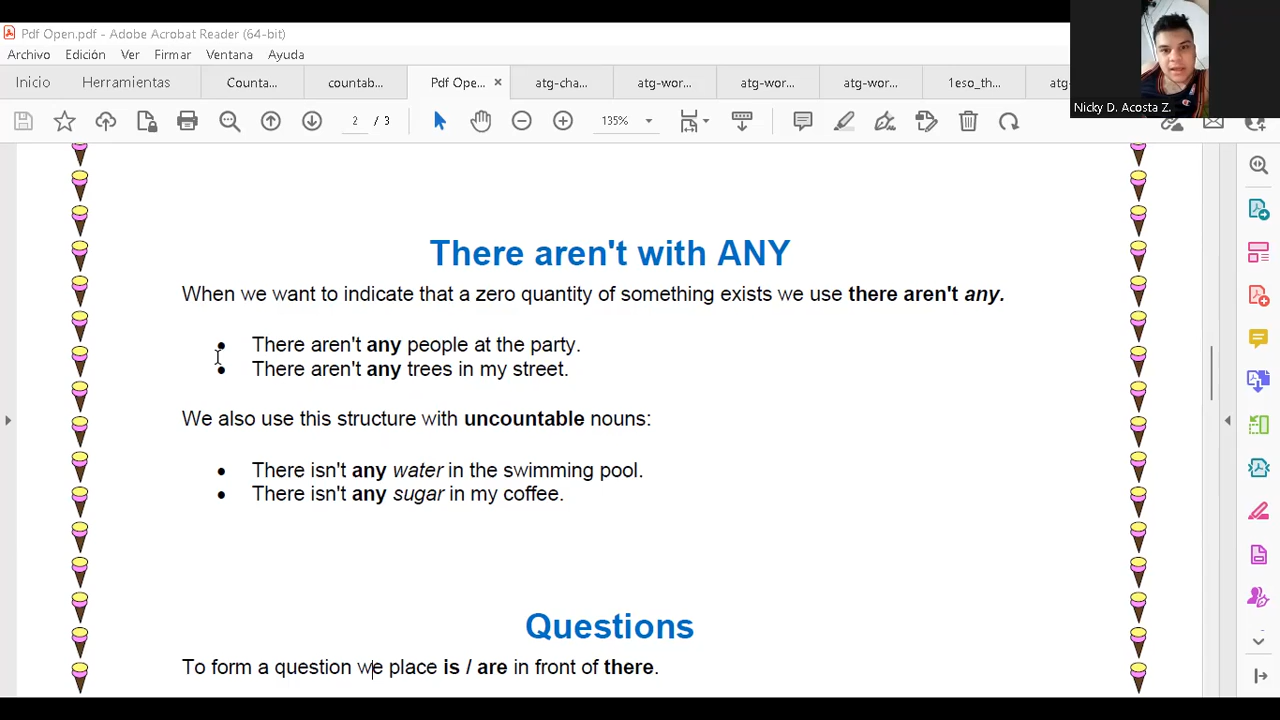 Pdf Open.pdf - Adobe Acrobat Reader (64-bit)
Archivo Edición Ver Firmar Ventana Ayuda
Inicio Herramientas Counta... countab... Pdf Ope... × atg-cha... atg-wor... atg-wor... atg-wor... 1eso_th... atg
2 / 3 135%
Nicky D. Acosta Z.
There aren't with ANY
When we want to indicate that a zero quantity of something exists we use there aren't any.
• There aren't any people at the party.
• There aren't any trees in my street.
We also use this structure with uncountable nouns:
• There isn't any water in the swimming pool.
• There isn't any sugar in my coffee.
Questions
To form a question we place is / are in front of there.